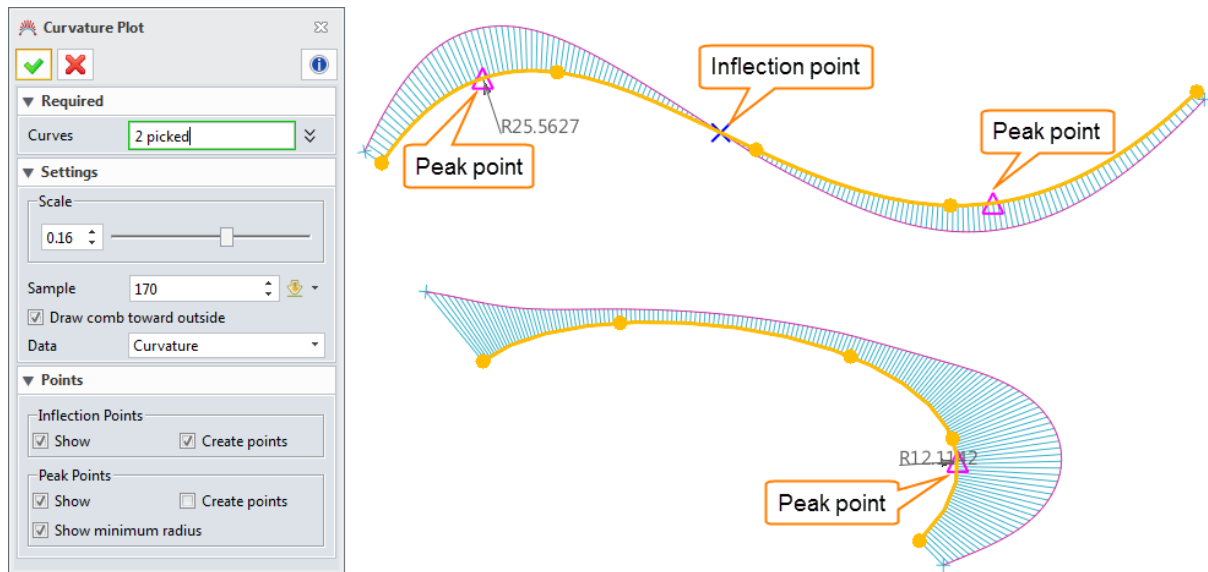 Curvature Plot
Required
Curves 2 picked
Settings
Scale
0.16
Sample 170
Draw comb toward outside
Data Curvature
Points
Inflection Points
Show Create points
Peak Points
Show Create points
Show minimum radius
Inflection point
R25.5627
Peak point
Peak point
R12.1142
Peak point